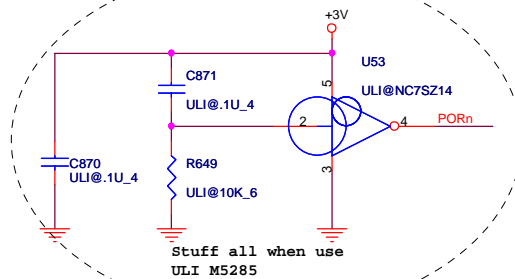 +3V
U53
ULI@NC7SZ14
C871
ULI@.1U_4
5
2
4
PORn
3
C870
ULI@.1U_4
R649
ULI@10K_6
Stuff all when use
ULI M5285